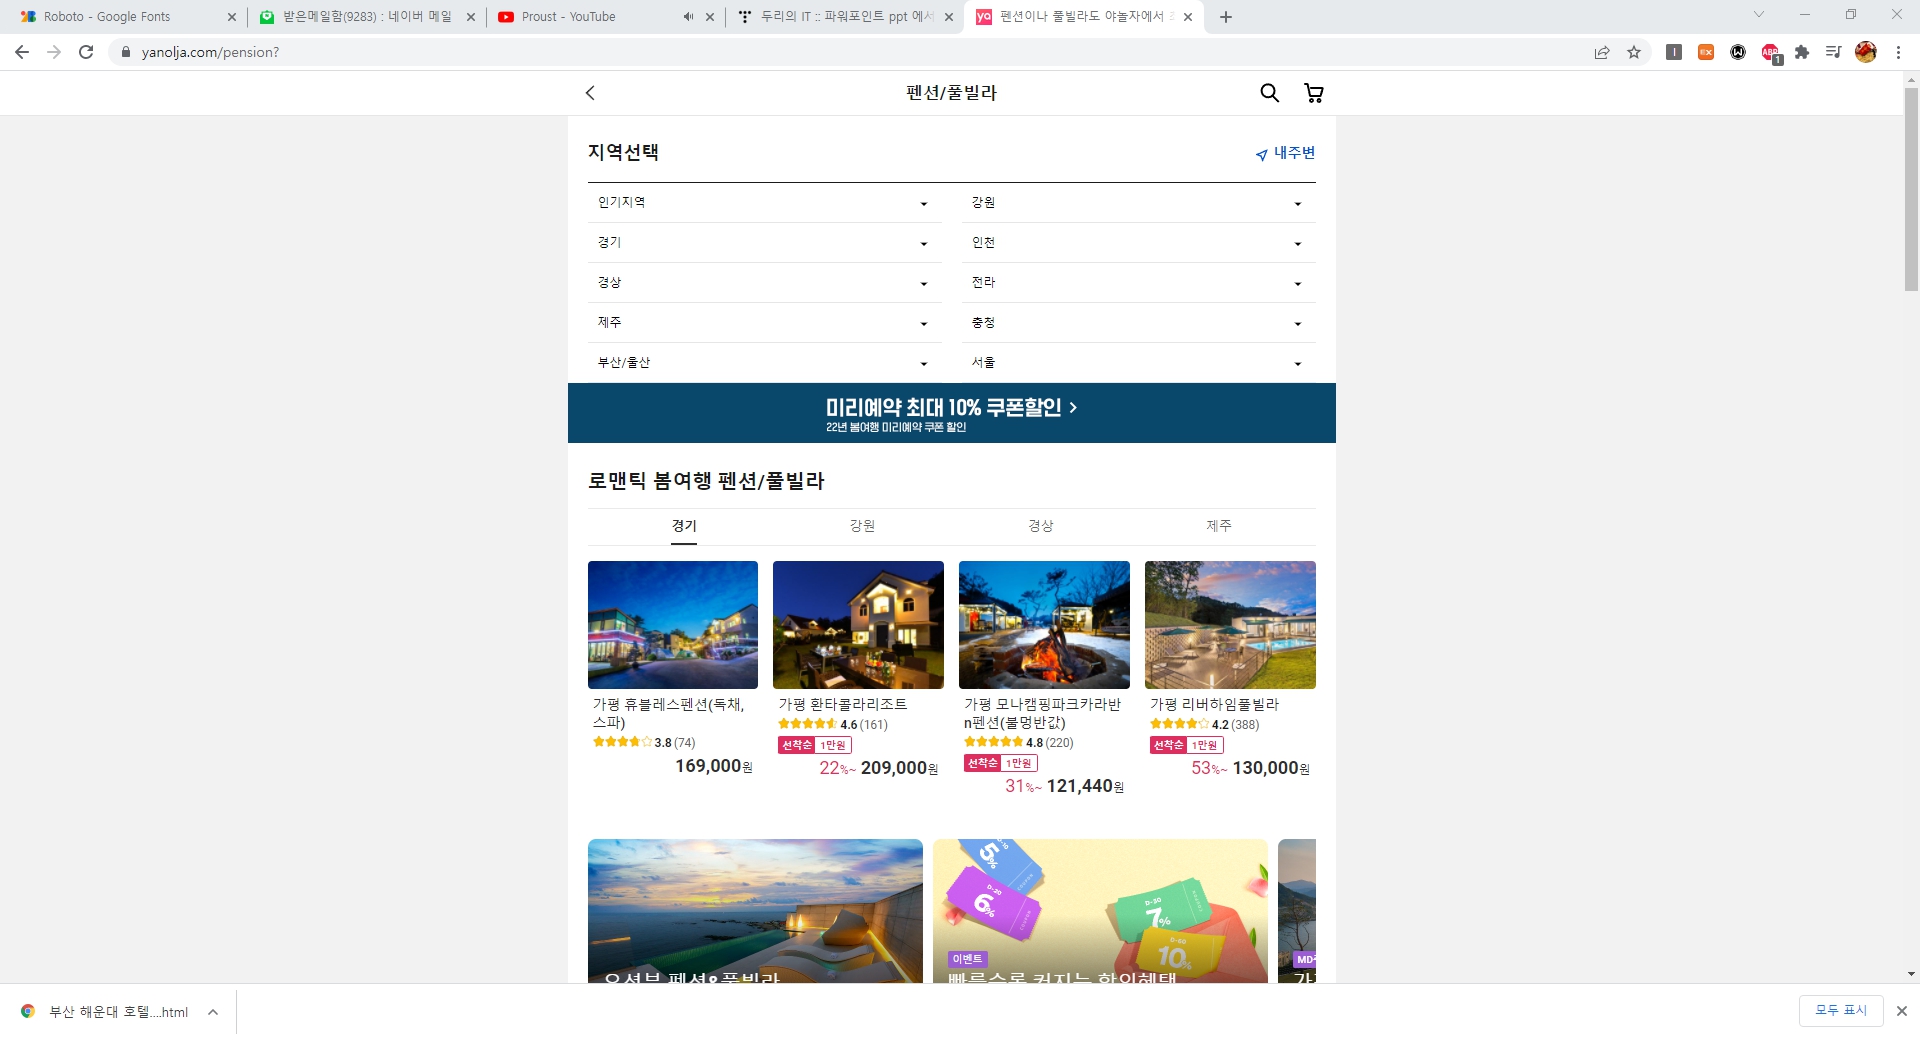 Roboto - Google Fonts
받은메일함(9283) : 네이버 메일
Proust - YouTube
두리의 IT :: 파워포인트 ppt 에서
펜션이나 풀빌라도 야놀자에서
yanolja.com/pension?
펜션/풀빌라
지역선택
내주변
인기지역
강원
경기
인천
경상
전라
제주
충청
부산/울산
서울
미리예약 최대 10% 쿠폰할인 >
22년 봄여행 미리예약 쿠폰 할인
로맨틱 봄여행 펜션/풀빌라
경기
강원
경상
제주
가평 휴블레스펜션(독채,
스파)
3.8 (74)
169,000원
가평 환타콜라리조트
4.6 (161)
선착순 1만원
22%~ 209,000원
가평 모나캠핑파크카라반
n펜션(불멍반값)
4.8 (220)
선착순 1만원
31%~ 121,440원
가평 리버하임풀빌라
4.2 (388)
선착순 1만원
53%~ 130,000원
오션뷰 펜션&풀빌라
5%
D-20
6%
COUPON
D-30
7%
D-60
10%
이벤트
빠를수록 커지는 할인혜택
부산 해운대 호텔....html
모두 표시